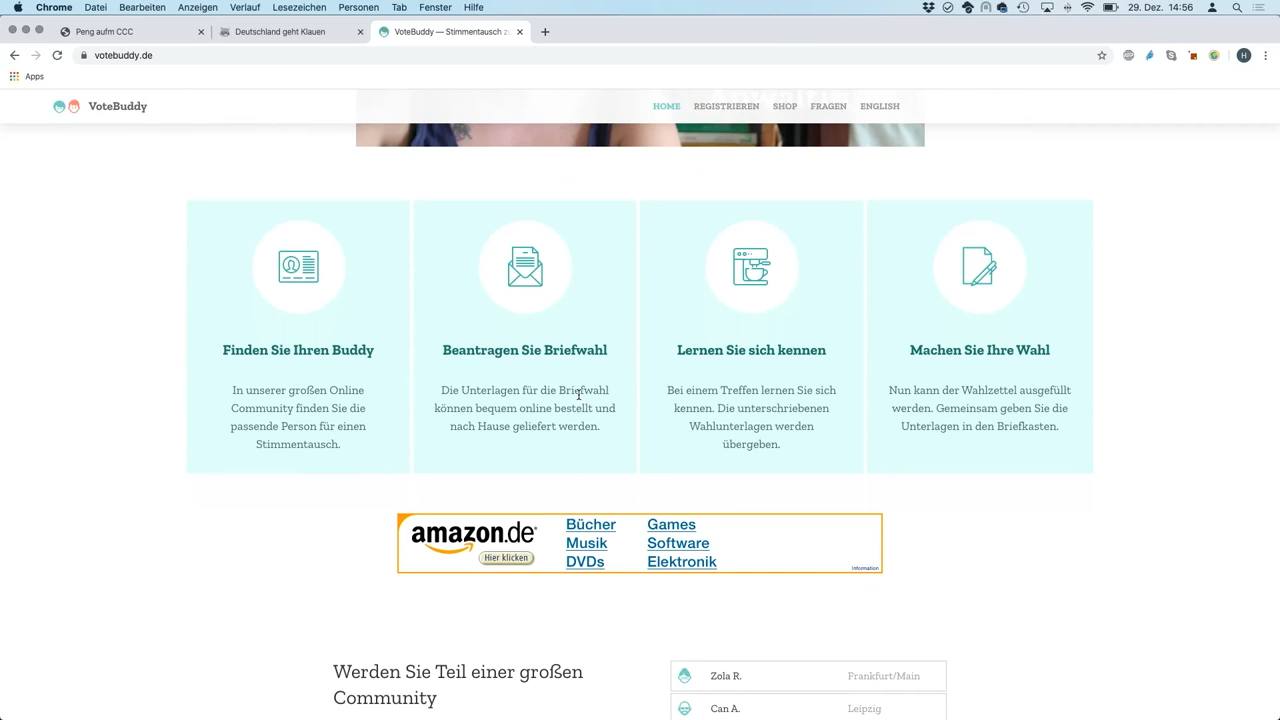 Chrome Datei Bearbeiten Anzeigen Verlauf Lesezeichen Personen Tab Fenster Hilfe 29. Dez. 14:56
Peng aufm CCC Deutschland geht Klauen VoteBuddy — Stimmentausch zu
votebuddy.de
Apps
VoteBuddy HOME REGISTRIEREN SHOP FRAGEN ENGLISH
Finden Sie Ihren Buddy
In unserer großen Online
Community finden Sie die
passende Person für einen
Stimmentausch.
Beantragen Sie Briefwahl
Die Unterlagen für die Briefwahl
können bequem online bestellt und
nach Hause geliefert werden.
Lernen Sie sich kennen
Bei einem Treffen lernen Sie sich
kennen. Die unterschriebenen
Wahlunterlagen werden
übergeben.
Machen Sie Ihre Wahl
Nun kann der Wahlzettel ausgefüllt
werden. Gemeinsam geben Sie die
Unterlagen in den Briefkasten.
amazon.de
Hier klicken
Bücher Games
Musik Software
DVDs Elektronik
Information
Werden Sie Teil einer großen
Community
Zola R. Frankfurt/Main
Can A. Leipzig